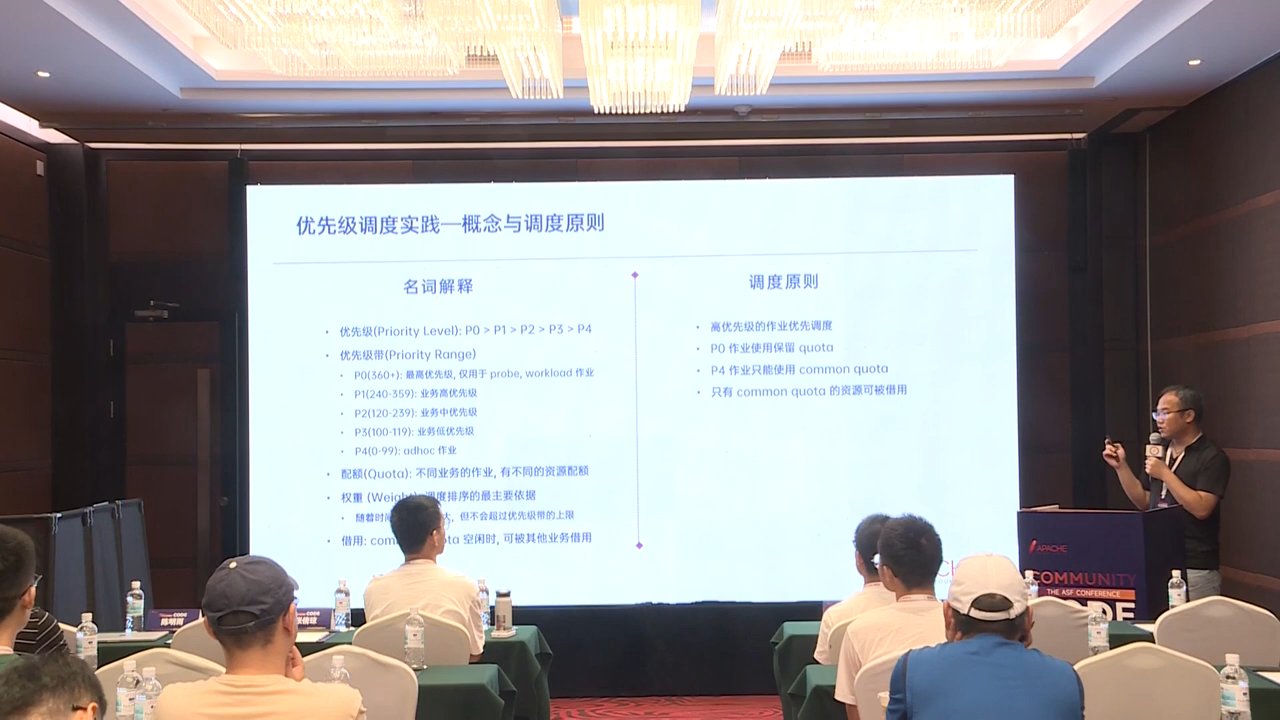 优先级调度实践—概念与调度原则
名词解释
• 优先级(Priority Level): P0 > P1 > P2 > P3 > P4
• 优先级带(Priority Range)
• P0(360+): 最高优先级, 仅用于 probe, workload 作业
• P1(240-359): 业务高优先级
• P2(120-239): 业务中优先级
• P3(100-119): 业务低优先级
• P4(0-99): adhoc 作业
• 配额(Quota): 不同业务的作业, 有不同的资源配额
• 权重 (Weight): 调度排序的最主要依据
• 随着时间 大, 但不会超过优先级带的上限
• 借用: com ta 空闲时, 可被其他业务借用
调度原则
• 高优先级的作业优先调度
• P0 作业使用保留 quota
• P4 作业只能使用 common quota
• 只有 common quota 的资源可被借用
APACHE
COMMUNITY
THE ASF CONFERENCE
CODE
CODE